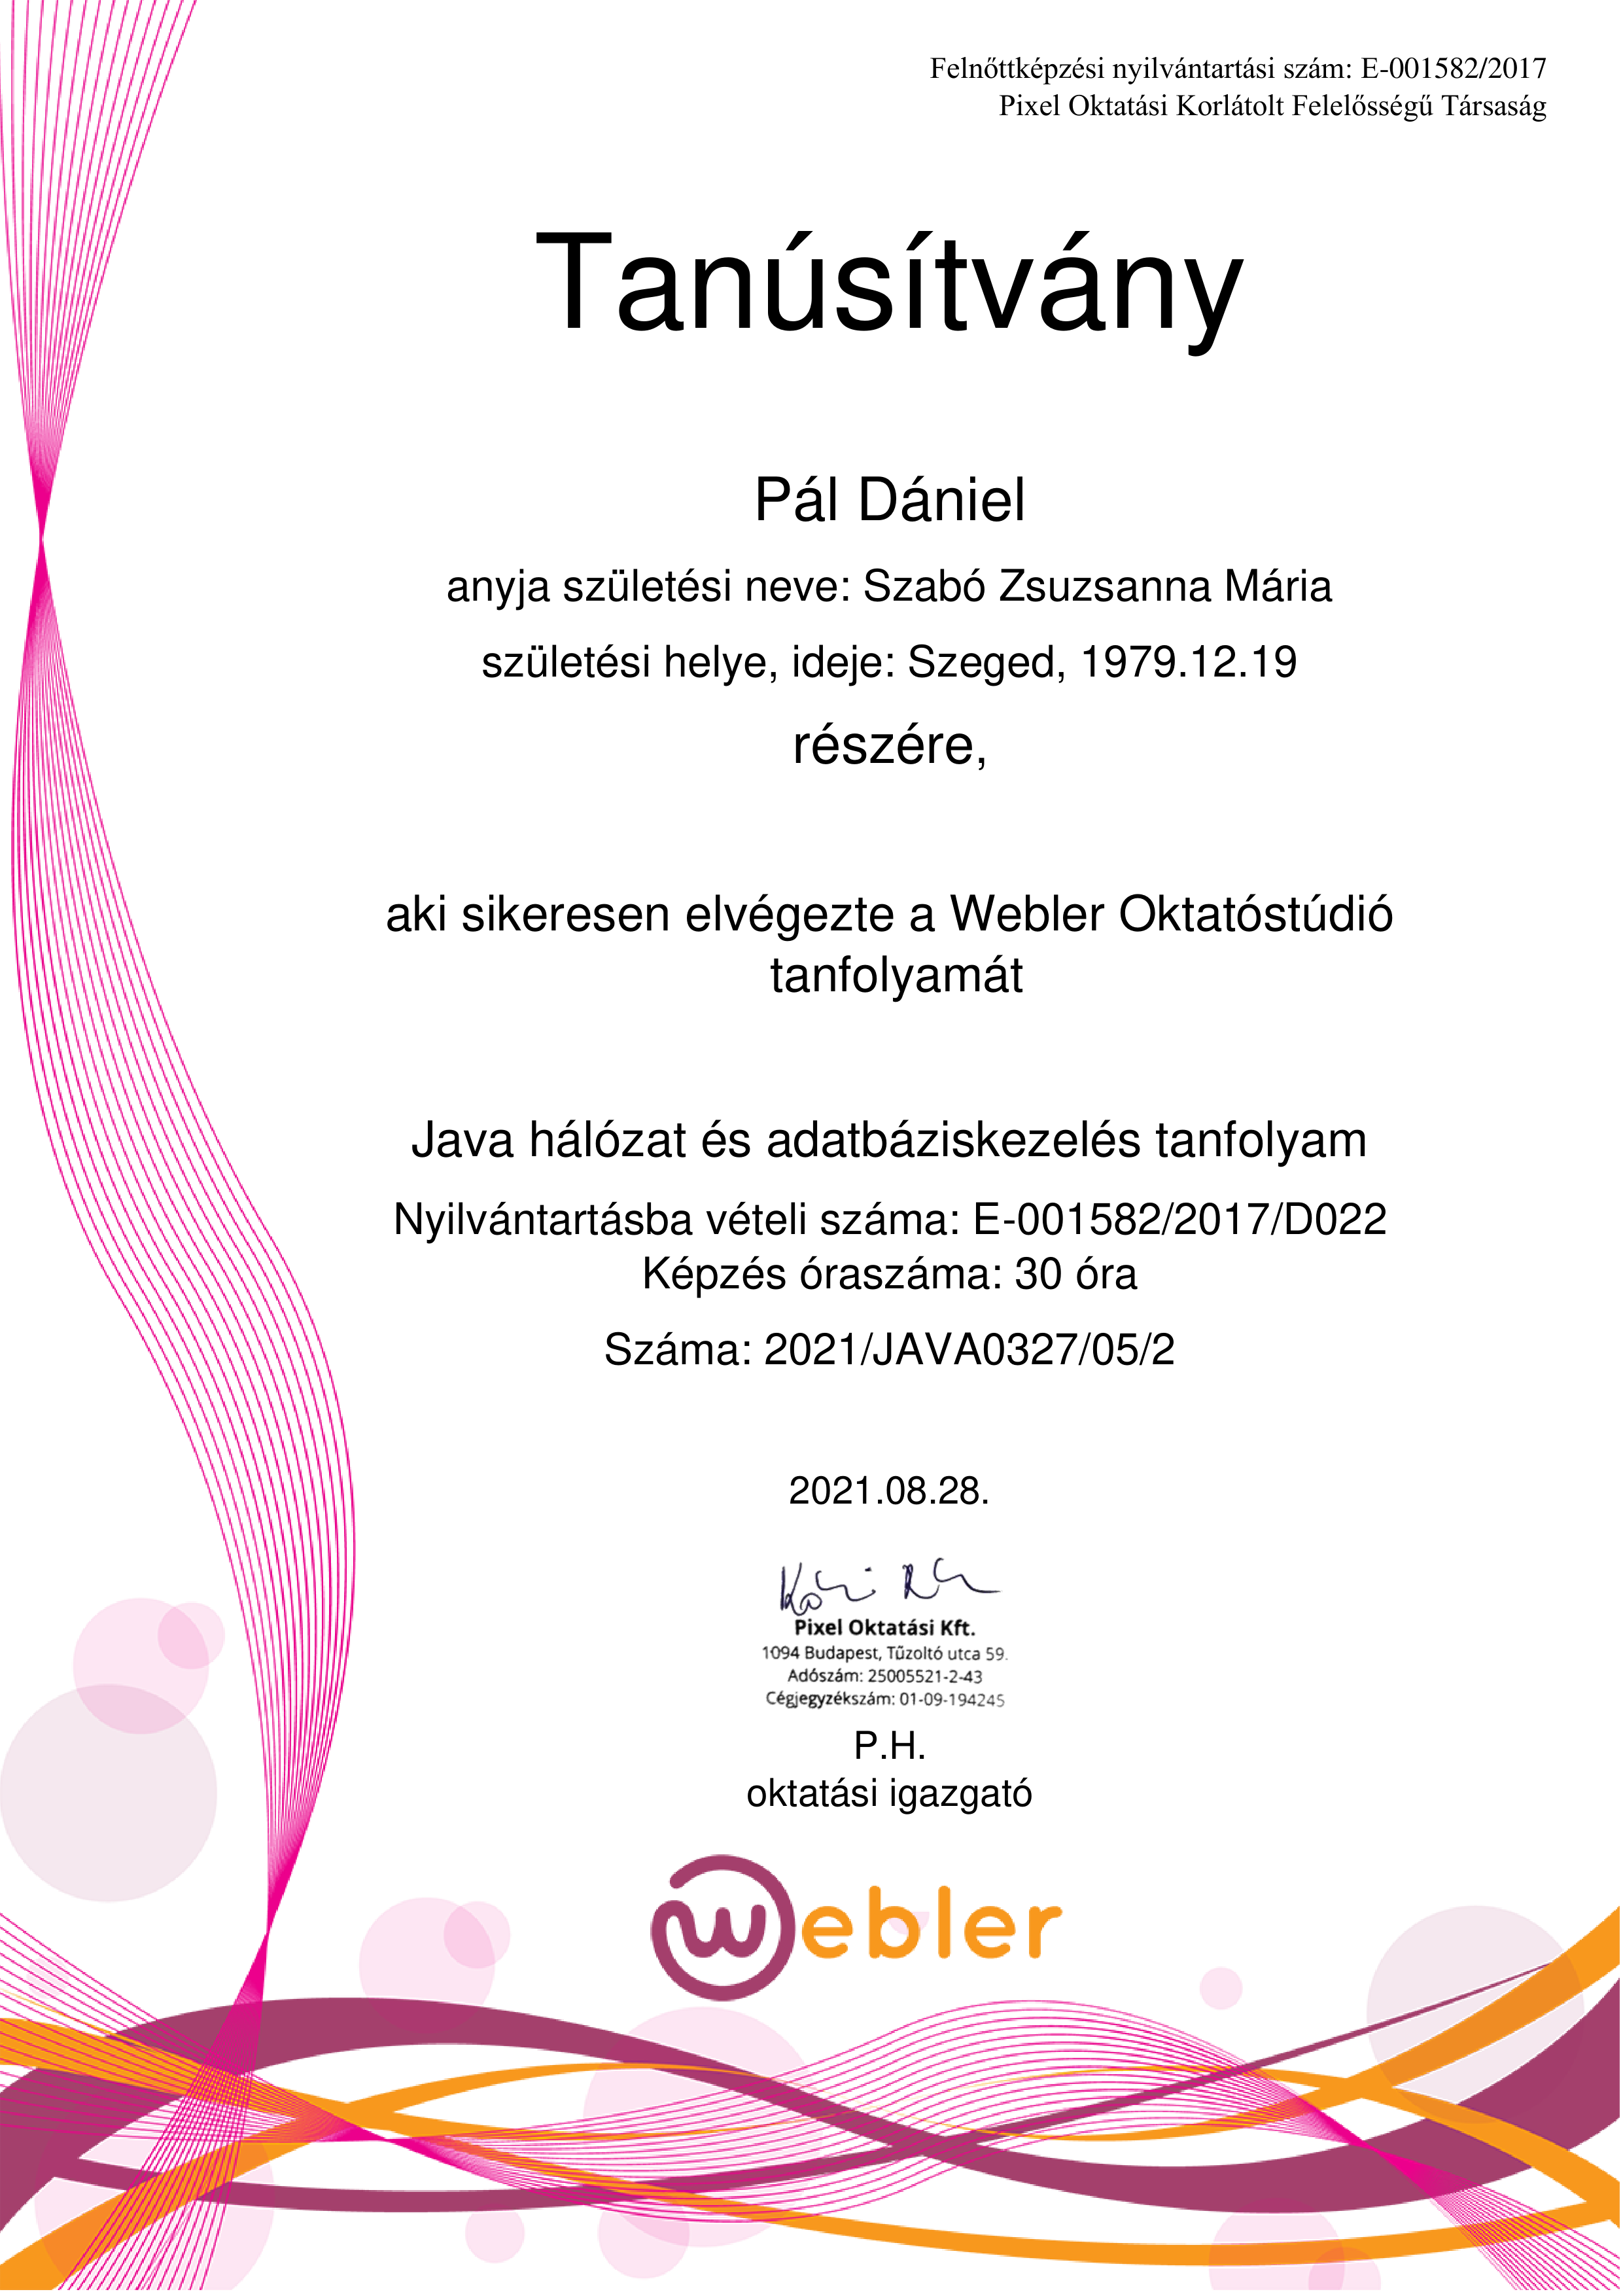 Felnőttképzési nyilvántartási szám: E-001582/2017
Pixel Oktatási Korlátolt Felelősségű Társaság
Tanúsítvány
Pál Dániel
anyja születési neve: Szabó Zsuzsanna Mária
születési helye, ideje: Szeged, 1979.12.19
részére,
aki sikeresen elvégezte a Webler Oktatóstúdió
tanfolyamát
Java hálózat és adatbáziskezelés tanfolyam
Nyilvántartásba vételi száma: E-001582/2017/D022
Képzés óraszáma: 30 óra
Száma: 2021/JAVA0327/05/2
2021.08.28.
Pixel Oktatási Kft.
1094 Budapest, Tűzoltó utca 59.
Adószám: 25005521-2-43
Cégjegyzékszám: 01-09-194245
P.H.
oktatási igazgató
webler